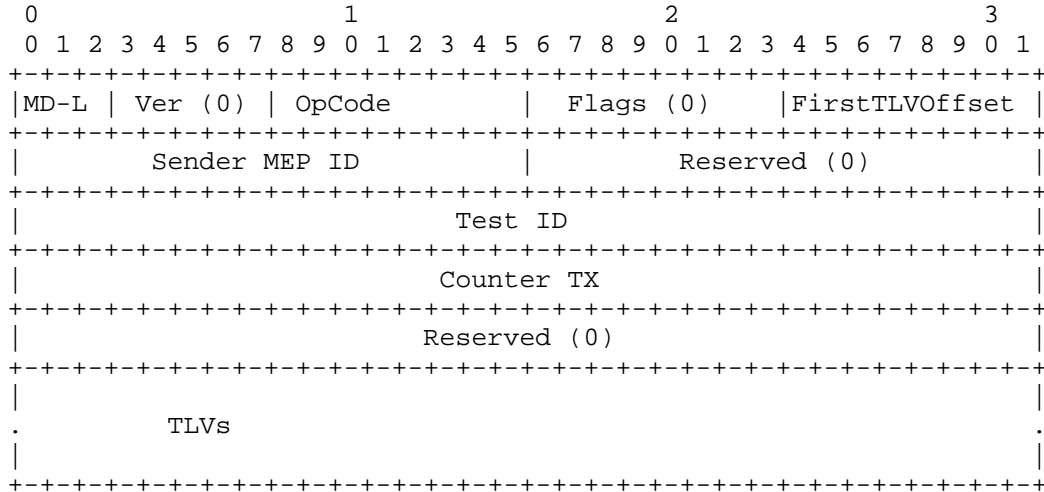 0                   1                   2                   3
 0 1 2 3 4 5 6 7 8 9 0 1 2 3 4 5 6 7 8 9 0 1 2 3 4 5 6 7 8 9 0 1
+-+-+-+-+-+-+-+-+-+-+-+-+-+-+-+-+-+-+-+-+-+-+-+-+-+-+-+-+-+-+-+-+
|MD-L | Ver (0) | OpCode        |  Flags (0)    |FirstTLVOffset |
+-+-+-+-+-+-+-+-+-+-+-+-+-+-+-+-+-+-+-+-+-+-+-+-+-+-+-+-+-+-+-+-+
|        Sender MEP ID          |         Reserved (0)          |
+-+-+-+-+-+-+-+-+-+-+-+-+-+-+-+-+-+-+-+-+-+-+-+-+-+-+-+-+-+-+-+-+
|                           Test ID                             |
+-+-+-+-+-+-+-+-+-+-+-+-+-+-+-+-+-+-+-+-+-+-+-+-+-+-+-+-+-+-+-+-+
|                          Counter TX                           |
+-+-+-+-+-+-+-+-+-+-+-+-+-+-+-+-+-+-+-+-+-+-+-+-+-+-+-+-+-+-+-+-+
|                         Reserved (0)                          |
+-+-+-+-+-+-+-+-+-+-+-+-+-+-+-+-+-+-+-+-+-+-+-+-+-+-+-+-+-+-+-+-+
|                                                               |
.         TLVs                                                  .
|                                                               |
+-+-+-+-+-+-+-+-+-+-+-+-+-+-+-+-+-+-+-+-+-+-+-+-+-+-+-+-+-+-+-+-+